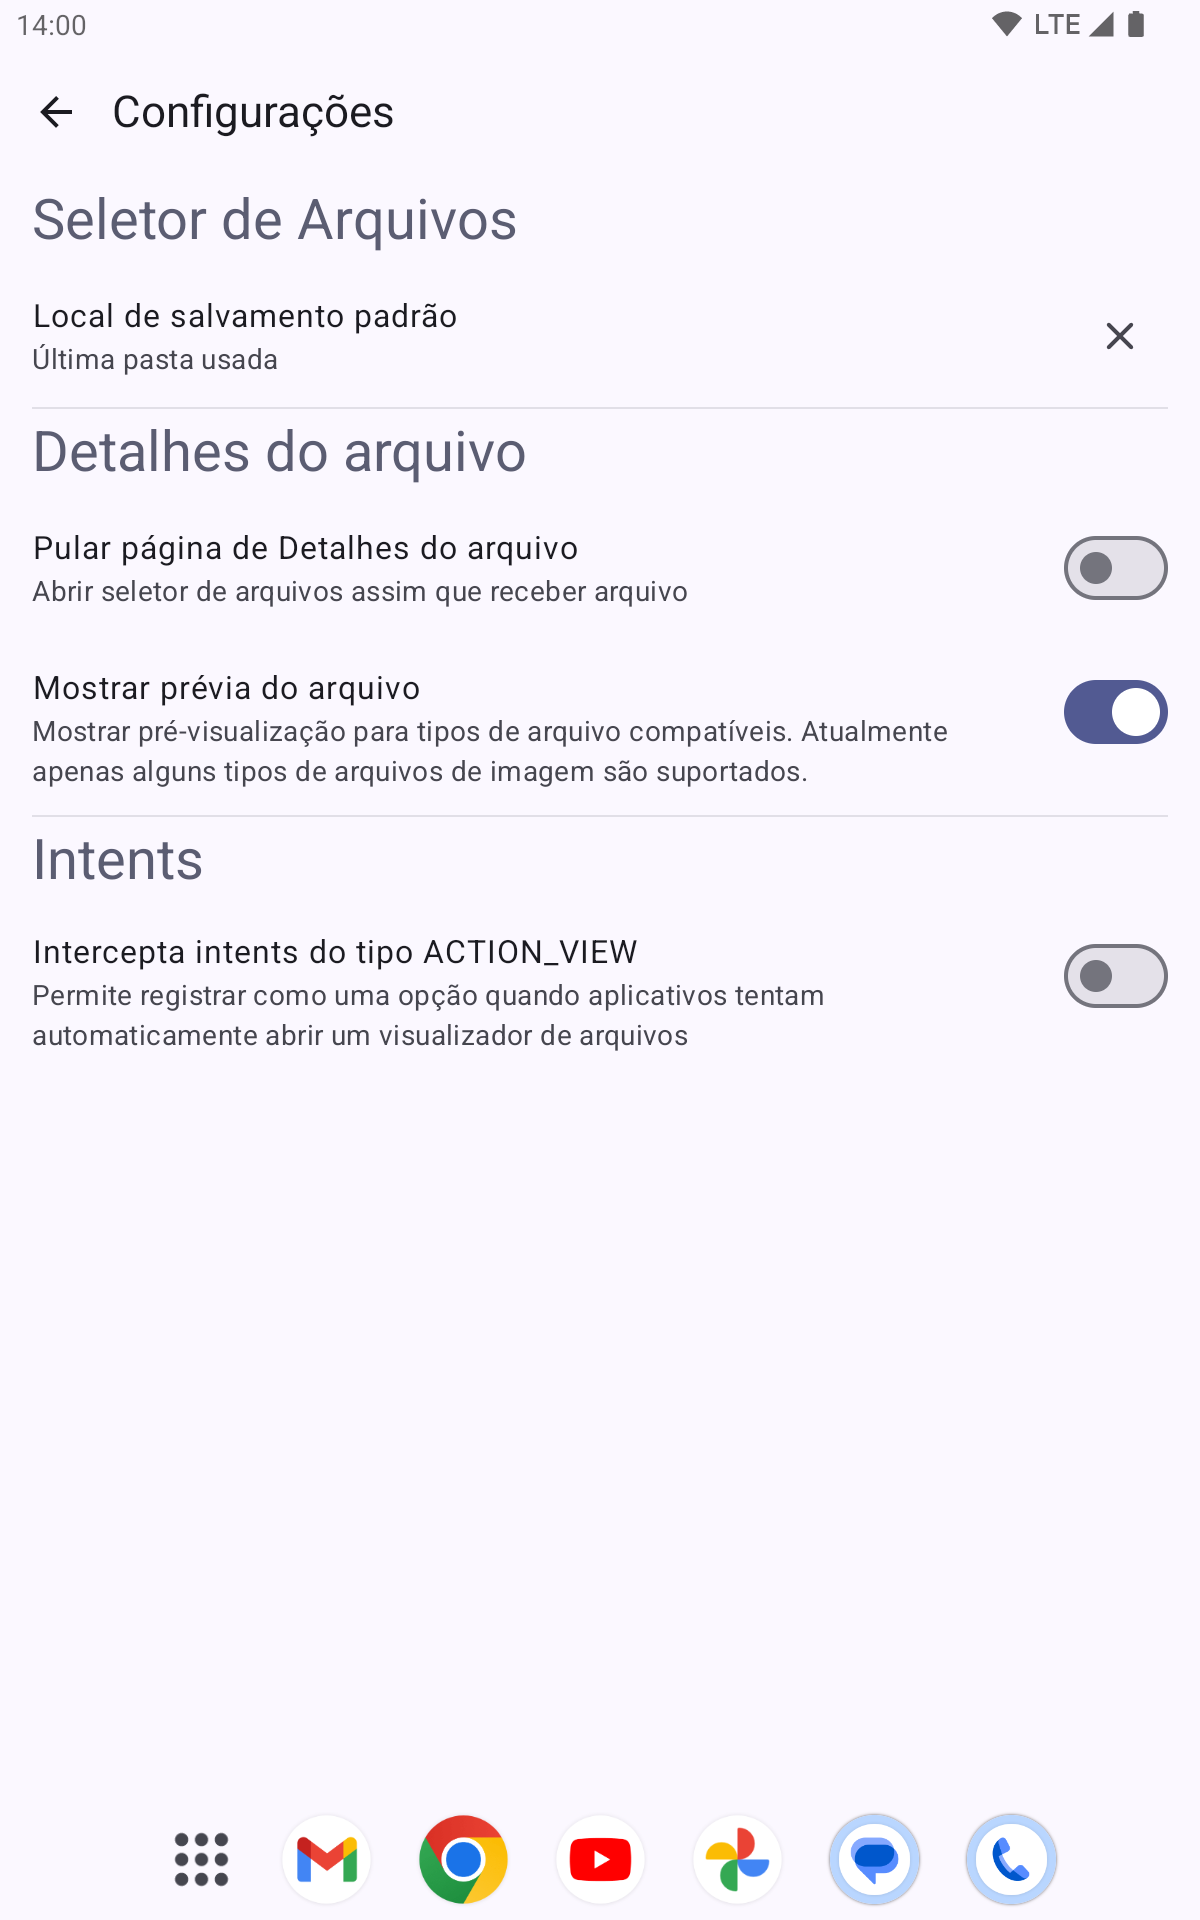 14:00
LTE
Configurações
Seletor de Arquivos
Local de salvamento padrão
Última pasta usada
Detalhes do arquivo
Pular página de Detalhes do arquivo
Abrir seletor de arquivos assim que receber arquivo
Mostrar prévia do arquivo
Mostrar pré-visualização para tipos de arquivo compatíveis. Atualmente
apenas alguns tipos de arquivos de imagem são suportados.
Intents
Intercepta intents do tipo ACTION_VIEW
Permite registrar como uma opção quando aplicativos tentam
automaticamente abrir um visualizador de arquivos